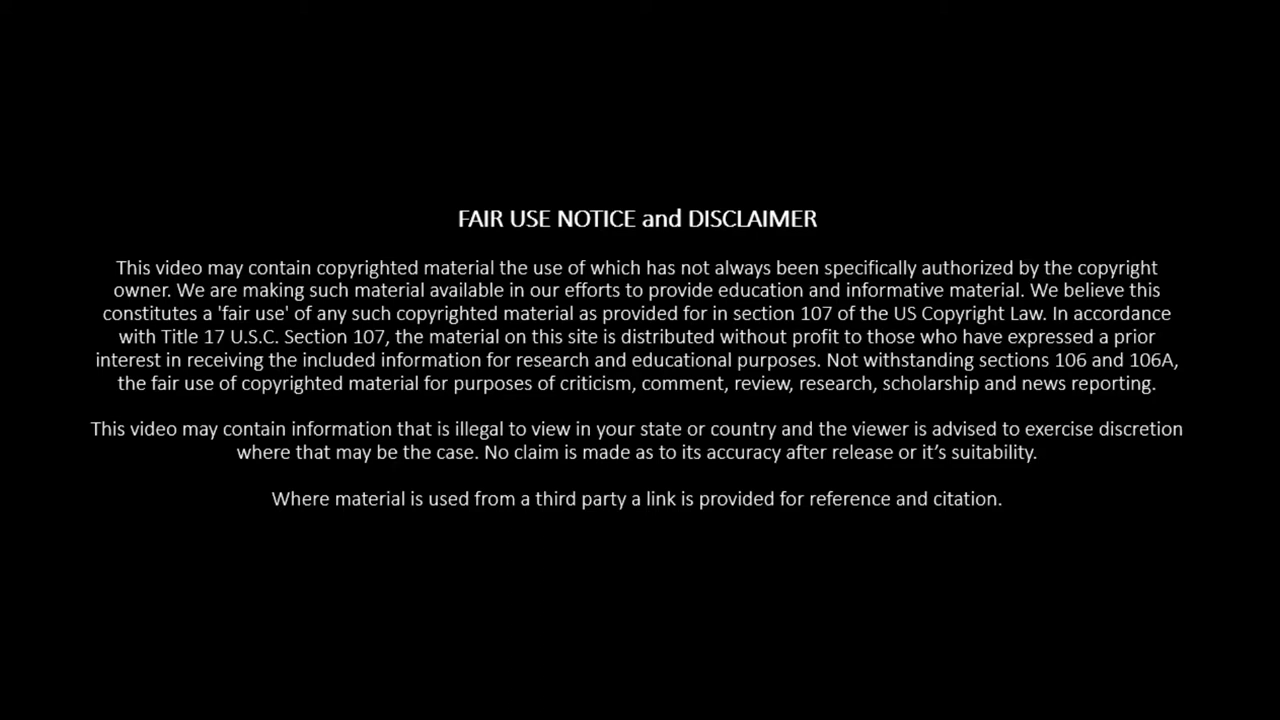 FAIR USE NOTICE and DISCLAIMER
This video may contain copyrighted material the use of which has not always been specifically authorized by the copyright
owner. We are making such material available in our efforts to provide education and informative material. We believe this
constitutes a 'fair use' of any such copyrighted material as provided for in section 107 of the US Copyright Law. In accordance
with Title 17 U.S.C. Section 107, the material on this site is distributed without profit to those who have expressed a prior
interest in receiving the included information for research and educational purposes. Not withstanding sections 106 and 106A,
the fair use of copyrighted material for purposes of criticism, comment, review, research, scholarship and news reporting.
This video may contain information that is illegal to view in your state or country and the viewer is advised to exercise discretion
where that may be the case. No claim is made as to its accuracy after release or it’s suitability.
Where material is used from a third party a link is provided for reference and citation.